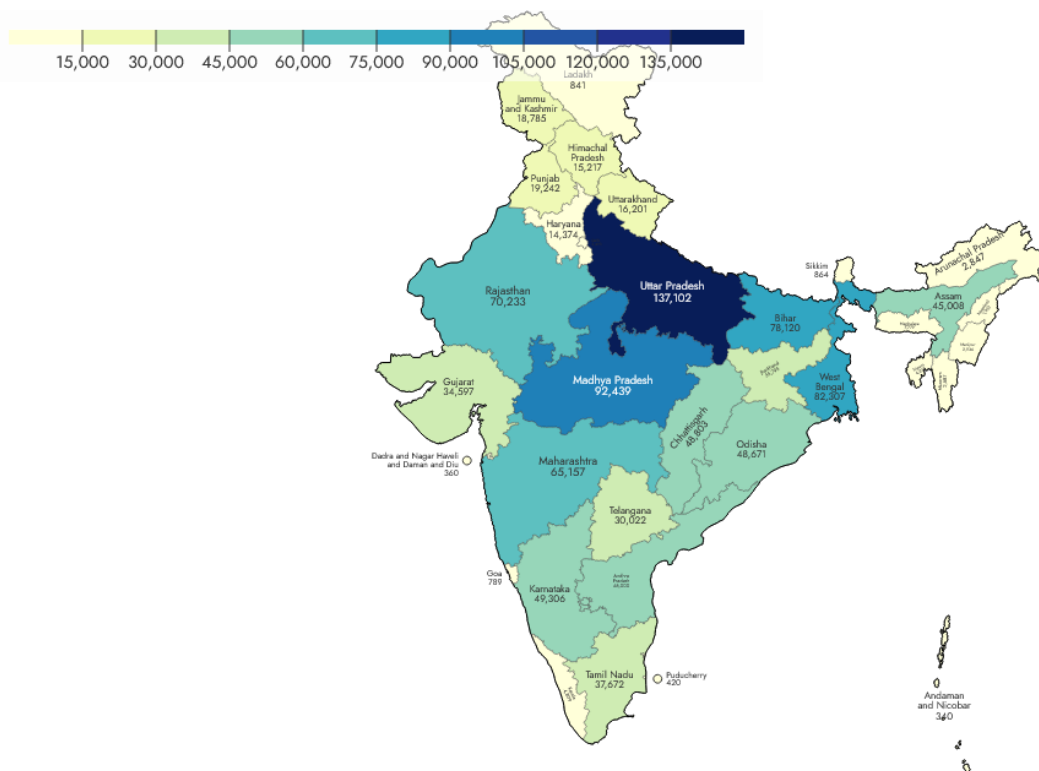 15,000 30,000 45,000 60,000 75,000 90,000 105,000 120,000 135,000
Ladakh
841
Jammu
and Kashmir
18,785
Himachal
Pradesh
15,217
Punjab
19,242
Uttarakhand
16,201
Haryana
14,374
Arunachal Pradesh
2,847
Sikkim
864
Rajasthan
70,233
Uttar Pradesh
137,102
Assam
45,008
Bihar
78,120
Gujarat
34,597
Madhya Pradesh
92,439
West
Bengal
82,307
Chhattisgarh
48,803
Odisha
48,671
Dadra and Nagar Haveli
and Daman and Diu
360
Maharashtra
65,157
Telangana
30,022
Goa
789
Karnataka
49,306
Andhra
Pradesh
Tamil Nadu
37,672
Puducherry
420
Andaman
and Nicobar
340